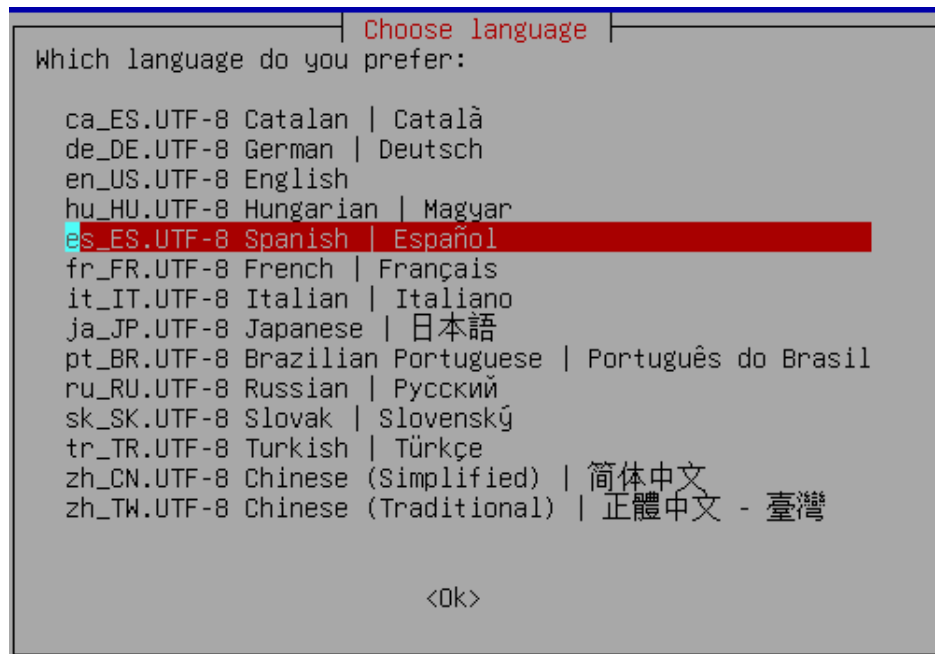 Choose language
Which language do you prefer:
ca_ES.UTF-8 Catalan | Català
de_DE.UTF-8 German | Deutsch
en_US.UTF-8 English
hu_HU.UTF-8 Hungarian | Magyar
es_ES.UTF-8 Spanish | Español
fr_FR.UTF-8 French | Français
it_IT.UTF-8 Italian | Italiano
ja_JP.UTF-8 Japanese | 日本語
pt_BR.UTF-8 Brazilian Portuguese | Português do Brasil
ru_RU.UTF-8 Russian | Русский
sk_SK.UTF-8 Slovak | Slovenský
tr_TR.UTF-8 Turkish | Türkçe
zh_CN.UTF-8 Chinese (Simplified) | 简体中文
zh_TW.UTF-8 Chinese (Traditional) | 正體中文 - 臺灣
<Ok>